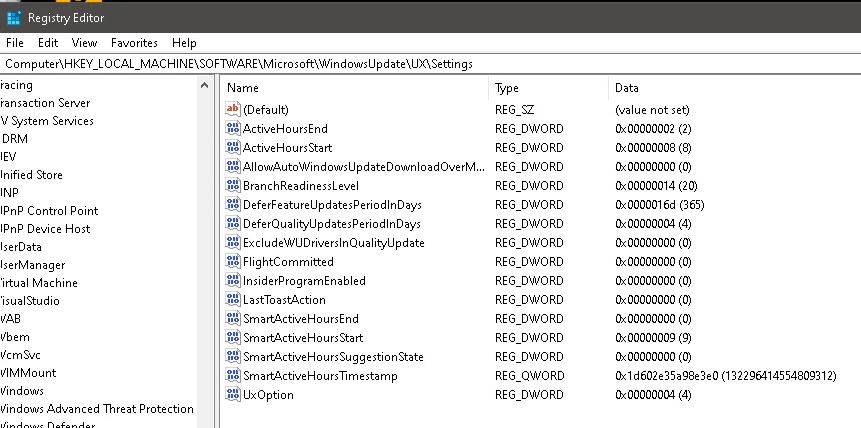 Registry Editor
File Edit View Favorites Help
Computer\HKEY_LOCAL_MACHINE\SOFTWARE\Microsoft\WindowsUpdate\UX\Settings
racing
ransaction Server
V System Services
DRM
IEV
Inified Store
INP
IPnP Control Point
IPnP Device Host
IserData
IserManager
'irtual Machine
'isualStudio
VAB
Vbem
VcmSvc
VIMMount
Vindows
Vindows Advanced Threat Protection
Vindows Defender
Name Type Data
(Default) REG_SZ (value not set)
ActiveHoursEnd REG_DWORD 0x00000002 (2)
ActiveHoursStart REG_DWORD 0x00000008 (8)
AllowAutoWindowsUpdateDownloadOverM... REG_DWORD 0x00000000 (0)
BranchReadinessLevel REG_DWORD 0x00000014 (20)
DeferFeatureUpdatesPeriodInDays REG_DWORD 0x0000016d (365)
DeferQualityUpdatesPeriodInDays REG_DWORD 0x00000004 (4)
ExcludeWUDriversInQualityUpdate REG_DWORD 0x00000000 (0)
FlightCommitted REG_DWORD 0x00000000 (0)
InsiderProgramEnabled REG_DWORD 0x00000000 (0)
LastToastAction REG_DWORD 0x00000000 (0)
SmartActiveHoursEnd REG_DWORD 0x00000000 (0)
SmartActiveHoursStart REG_DWORD 0x00000009 (9)
SmartActiveHoursSuggestionState REG_DWORD 0x00000000 (0)
SmartActiveHoursTimestamp REG_QWORD 0x1d602e35a98e3e0 (132296414554809312)
UxOption REG_DWORD 0x00000004 (4)